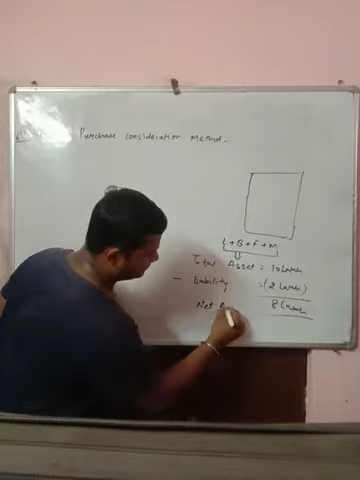 Purchase consideration Method -
L + B + F + M
Total Asset = 10 Lakh
- Liability = (2 Lakh)
Net A 8 Lakh